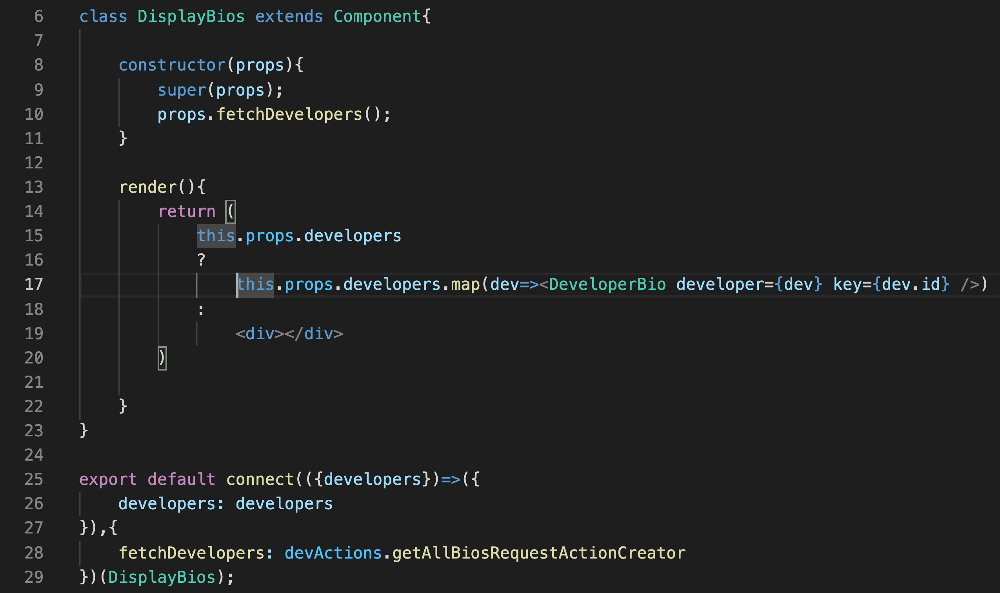 6 class DisplayBios extends Component{
7
8 constructor(props){
9 super(props);
10 props.fetchDevelopers();
11 }
12
13 render(){
14 return (
15 this.props.developers
16 ?
17 this.props.developers.map(dev=><DeveloperBio developer={dev} key={dev.id} />)
18 :
19 <div></div>
20 )
21
22 }
23 }
24
25 export default connect(({developers})=>({
26 developers: developers
27 }),{
28 fetchDevelopers: devActions.getAllBiosRequestActionCreator
29 })(DisplayBios);